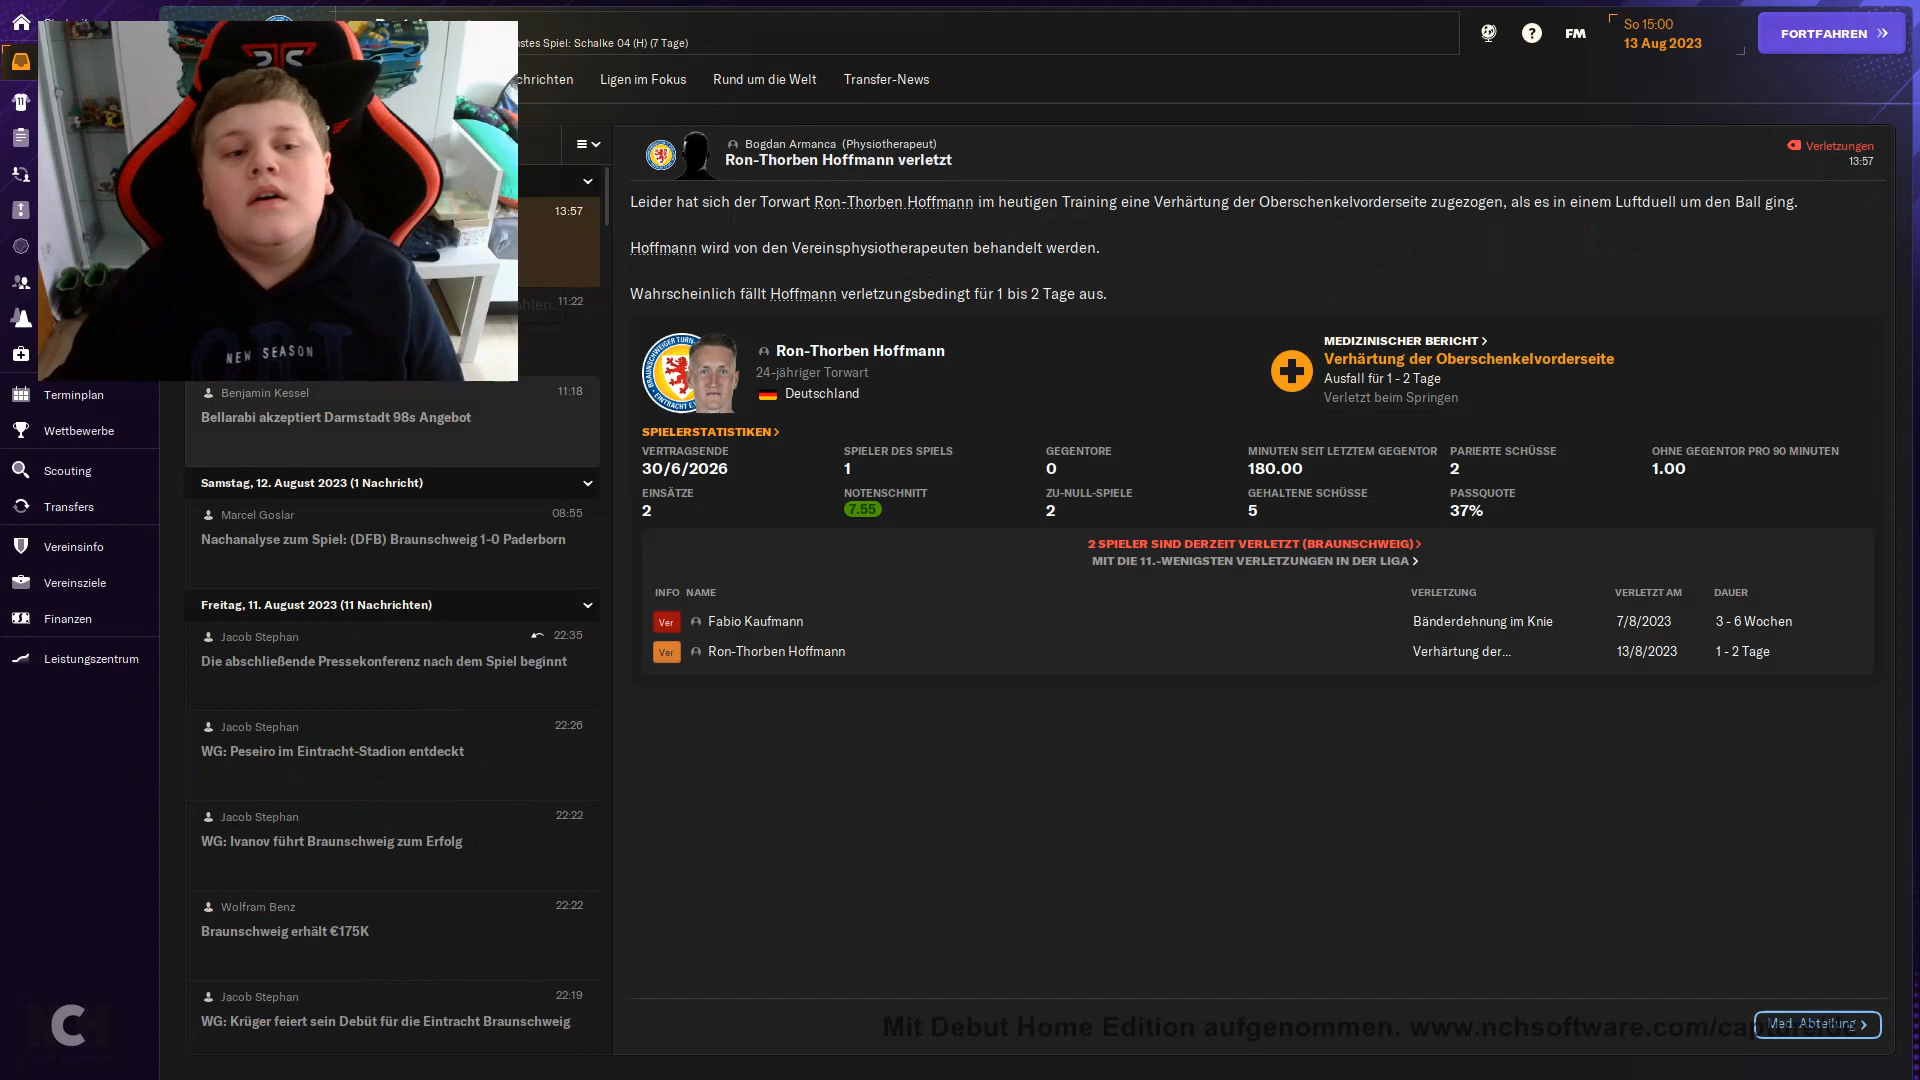 nstes Spiel: Schalke 04 (H) (7 Tage)
FM
So 15:00
13 Aug 2023
FORTFAHREN
chrichten
Ligen im Fokus
Rund um die Welt
Transfer-News
NEW SEASON
13:57
11:22
Benjamin Kessel
11:18
Bellarabi akzeptiert Darmstadt 98s Angebot
Samstag, 12. August 2023 (1 Nachricht)
Marcel Goslar
08:55
Nachanalyse zum Spiel: (DFB) Braunschweig 1-0 Paderborn
Freitag, 11. August 2023 (11 Nachrichten)
Jacob Stephan
22:35
Die abschließende Pressekonferenz nach dem Spiel beginnt
Jacob Stephan
22:26
WG: Peseiro im Eintracht-Stadion entdeckt
Jacob Stephan
22:22
WG: Ivanov führt Braunschweig zum Erfolg
Wolfram Benz
22:22
Braunschweig erhält €175K
Jacob Stephan
22:19
WG: Krüger feiert sein Debüt für die Eintracht Braunschweig
Terminplan
Wettbewerbe
Scouting
Transfers
Vereinsinfo
Vereinsziele
Finanzen
Leistungszentrum
Bogdan Armanca (Physiotherapeut)
Ron-Thorben Hoffmann verletzt
Verletzungen
13:57
Leider hat sich der Torwart Ron-Thorben Hoffmann im heutigen Training eine Verhärtung der Oberschenkelvorderseite zugezogen, als es in einem Luftduell um den Ball ging.
Hoffmann wird von den Vereinsphysiotherapeuten behandelt werden.
Wahrscheinlich fällt Hoffmann verletzungsbedingt für 1 bis 2 Tage aus.
Ron-Thorben Hoffmann
24-jähriger Torwart
Deutschland
MEDIZINISCHER BERICHT
Verhärtung der Oberschenkelvorderseite
Ausfall für 1 - 2 Tage
Verletzt beim Springen
SPIELERSTATISTIKEN
VERTRAGSENDE SPIELER DES SPIELS GEGENTORE MINUTEN SEIT LETZTEM GEGENTOR PARIERTE SCHÜSSE OHNE GEGENTOR PRO 90 MINUTEN
30/6/2026 1 0 180.00 2 1.00
EINSÄTZE NOTENSCHNITT ZU-NULL-SPIELE GEHALTENE SCHÜSSE PASSQUOTE
2 7.55 2 5 37%
2 SPIELER SIND DERZEIT VERLETZT (BRAUNSCHWEIG)
MIT DIE 11.-WENIGSTEN VERLETZUNGEN IN DER LIGA
INFO NAME VERLETZUNG VERLETZT AM DAUER
Ver Fabio Kaufmann Bänderdehnung im Knie 7/8/2023 3 - 6 Wochen
Ver Ron-Thorben Hoffmann Verhärtung der... 13/8/2023 1 - 2 Tage
Med. Abteilung
Mit Debut Home Edition aufgenommen. www.nchsoftware.com/capture